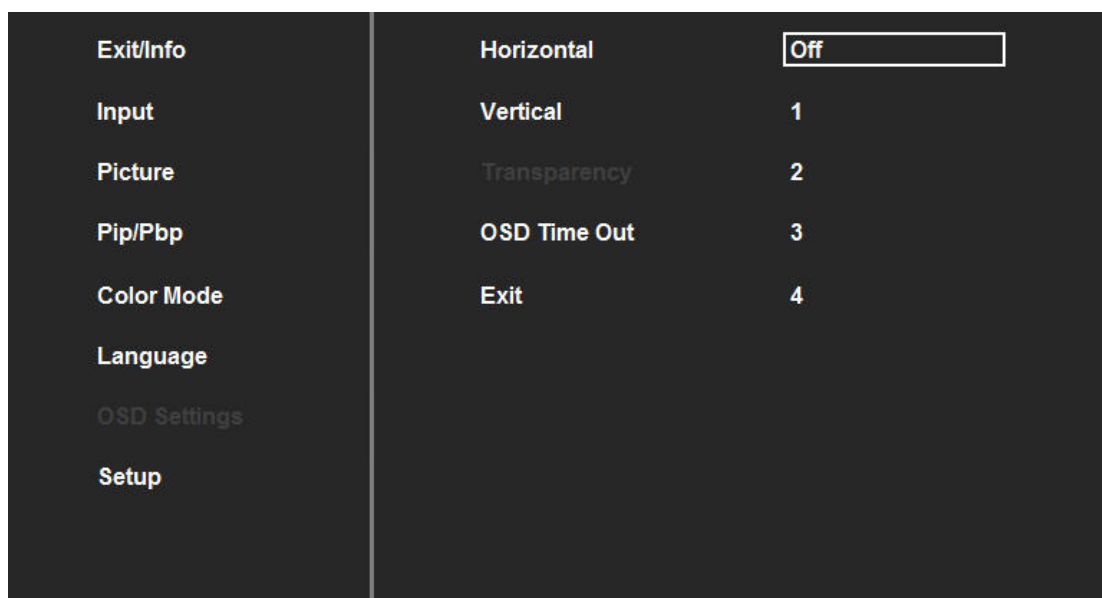 Exit/Info
Input
Picture
Pip/Pbp
Color Mode
Language
OSD Settings
Setup
Horizontal
Vertical
Transparency
OSD Time Out
Exit
Off
1
2
3
4